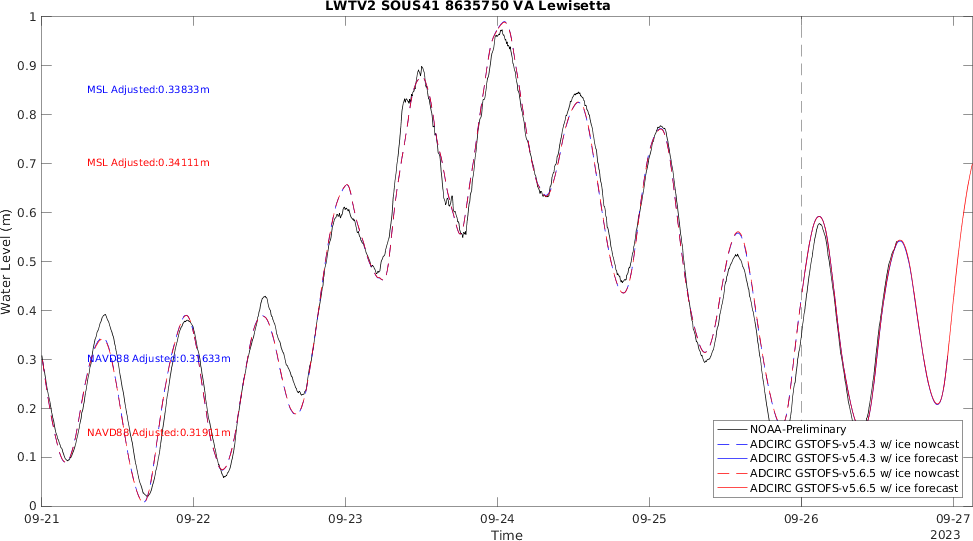 LWTV2 SOUS41 8635750 VA Lewisetta
1
0.9
0.8
0.7
0.6
0.5
0.4
0.3
0.2
0.1
0
Water Level (m)
MSL Adjusted:0.33833m
MSL Adjusted:0.34111m
NAVD88 Adjusted:0.31633m
NAVD88 Adjusted:0.31911m
NOAA-Preliminary
ADCIRC GSTOFS-v5.4.3 w/ ice nowcast
ADCIRC GSTOFS-v5.4.3 w/ ice forecast
ADCIRC GSTOFS-v5.6.5 w/ ice nowcast
ADCIRC GSTOFS-v5.6.5 w/ ice forecast
09-21 09-22 09-23 09-24 09-25 09-26 09-27
Time
2023